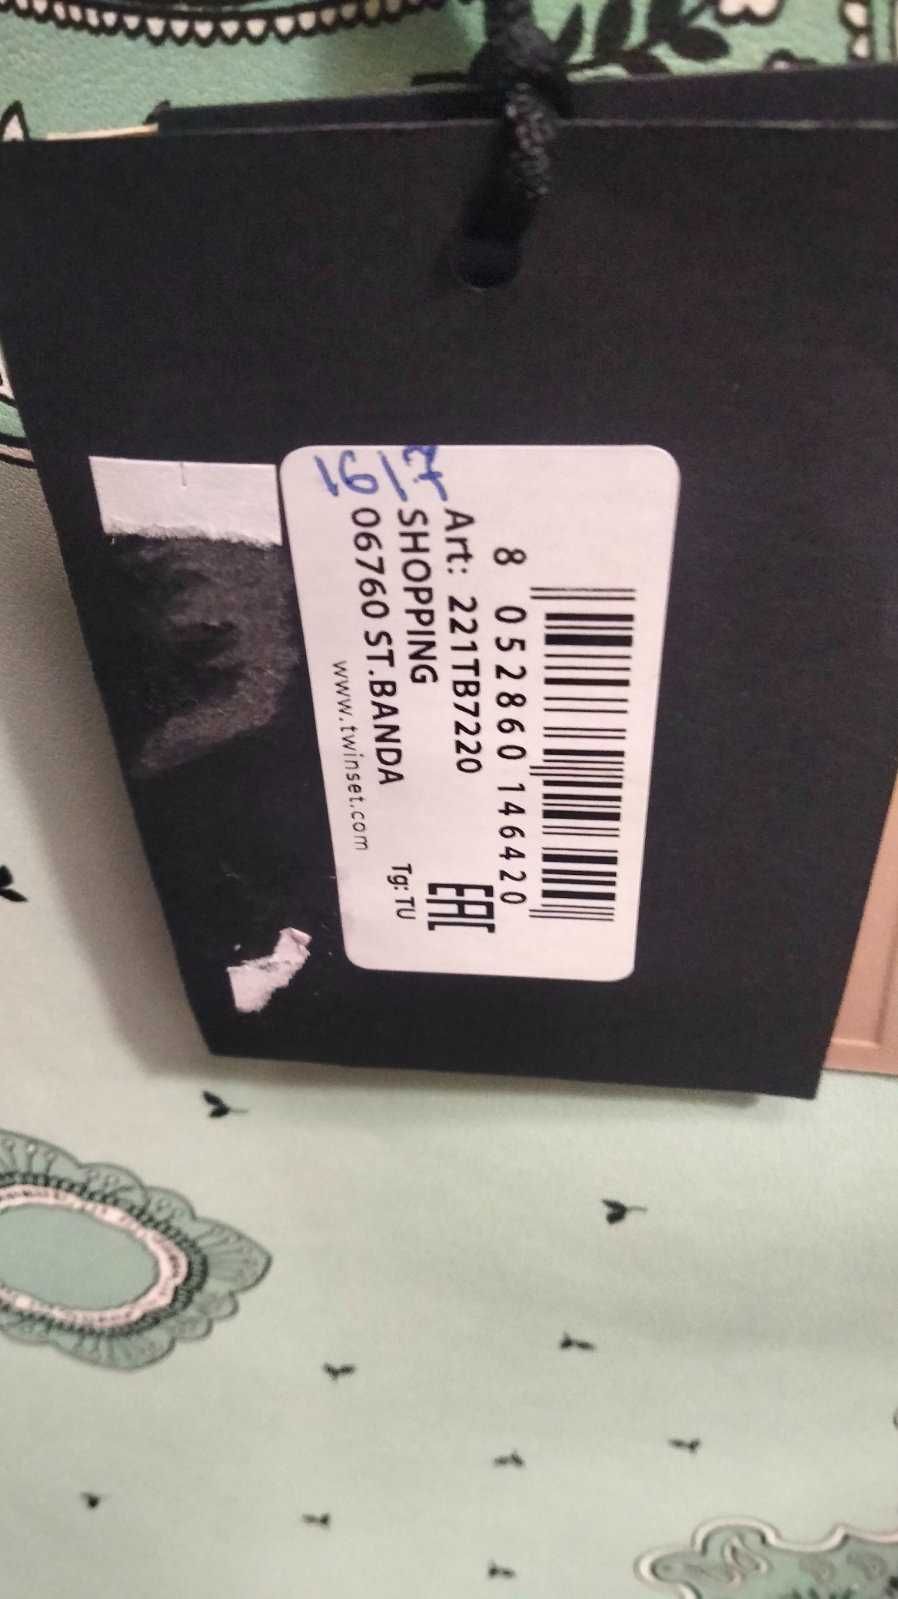 8 052860 146420
Art: 221TB7220
SHOPPING
Tg: TU
06760 ST.BANDA
www.twinset.com
EAC